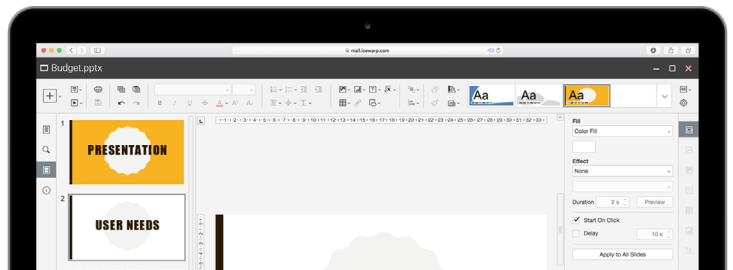 mail.icewarp.com
Budget.pptx
Aa Aa Aa
B I U
1 PRESENTATION
2 USER NEEDS
Fill
Color Fill
Effect
None
Duration 2 s Preview
Start On Click
Delay 10 s
Apply to All Slides